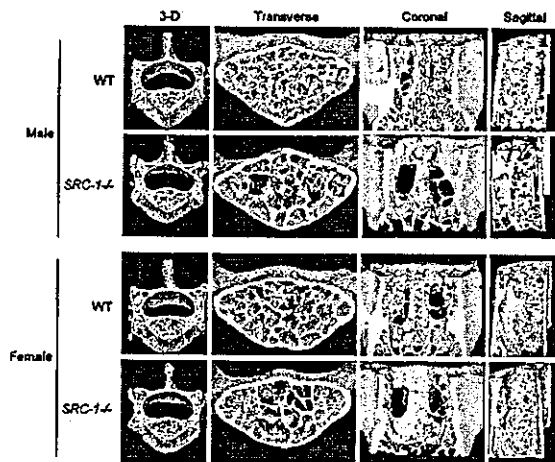 3-D Transverse Coronal Sagittal
WT
Male
SRC-1-/-
WT
Female
SRC-1-/-